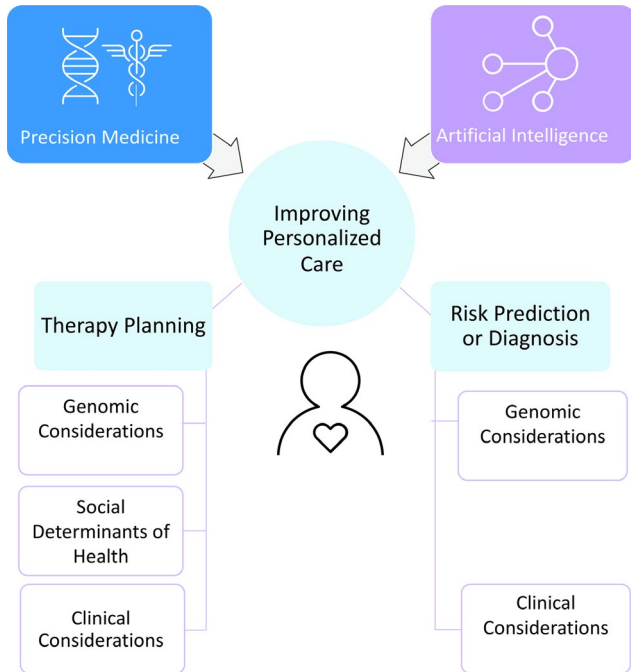 Precision Medicine
Artificial Intelligence
Improving
Personalized
Care
Therapy Planning
Risk Prediction
or Diagnosis
Genomic
Considerations
Social
Determinants of
Health
Clinical
Considerations
Genomic
Considerations
Clinical
Considerations